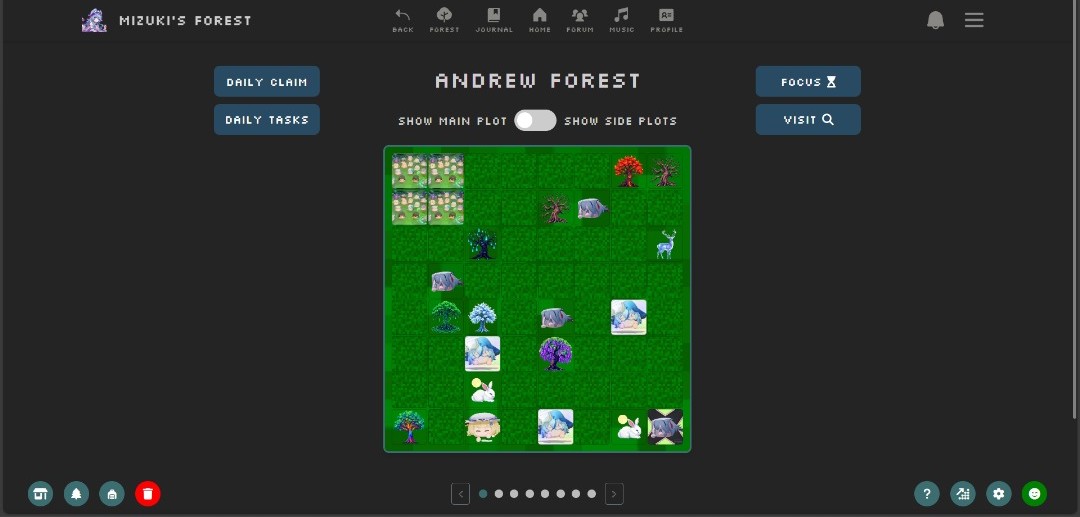 MIZUKI'S FOREST
BACK FOREST JOURNAL HOME FORUM MUSIC PROFILE
DAILY CLAIM
DAILY TASKS
ANDREW FOREST
SHOW MAIN PLOT SHOW SIDE PLOTS
FOCUS
VISIT
< >
?